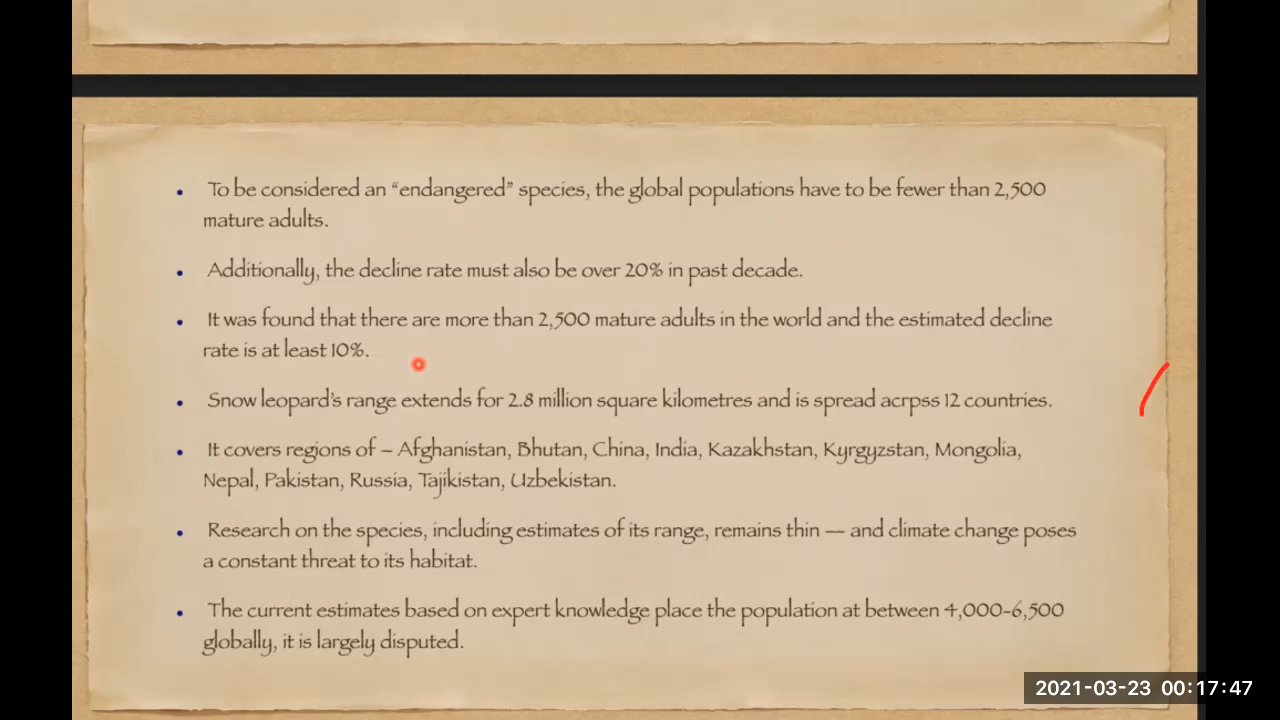 • To be considered an “endangered” species, the global populations have to be fewer than 2,500
mature adults.
• Additionally, the decline rate must also be over 20% in past decade.
• It was found that there are more than 2,500 mature adults in the world and the estimated decline
rate is at least 10%.
• Snow leopard’s range extends for 2.8 million square kilometres and is spread acrpss 12 countries.
• It covers regions of – Afghanistan, Bhutan, China, India, Kazakhstan, Kyrgyzstan, Mongolia,
Nepal, Pakistan, Russia, Tajikistan, Uzbekistan.
• Research on the species, including estimates of its range, remains thin — and climate change poses
a constant threat to its habitat.
• The current estimates based on expert knowledge place the population at between 4,000-6,500
globally, it is largely disputed.
2021-03-23 00:17:47